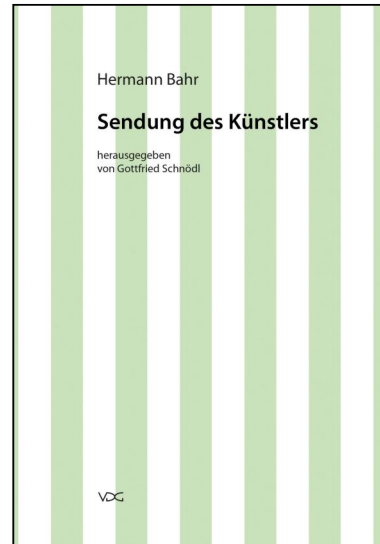 Hermann Bahr
Sendung des Künstlers
herausgegeben
von Gottfried Schnödl
VDG